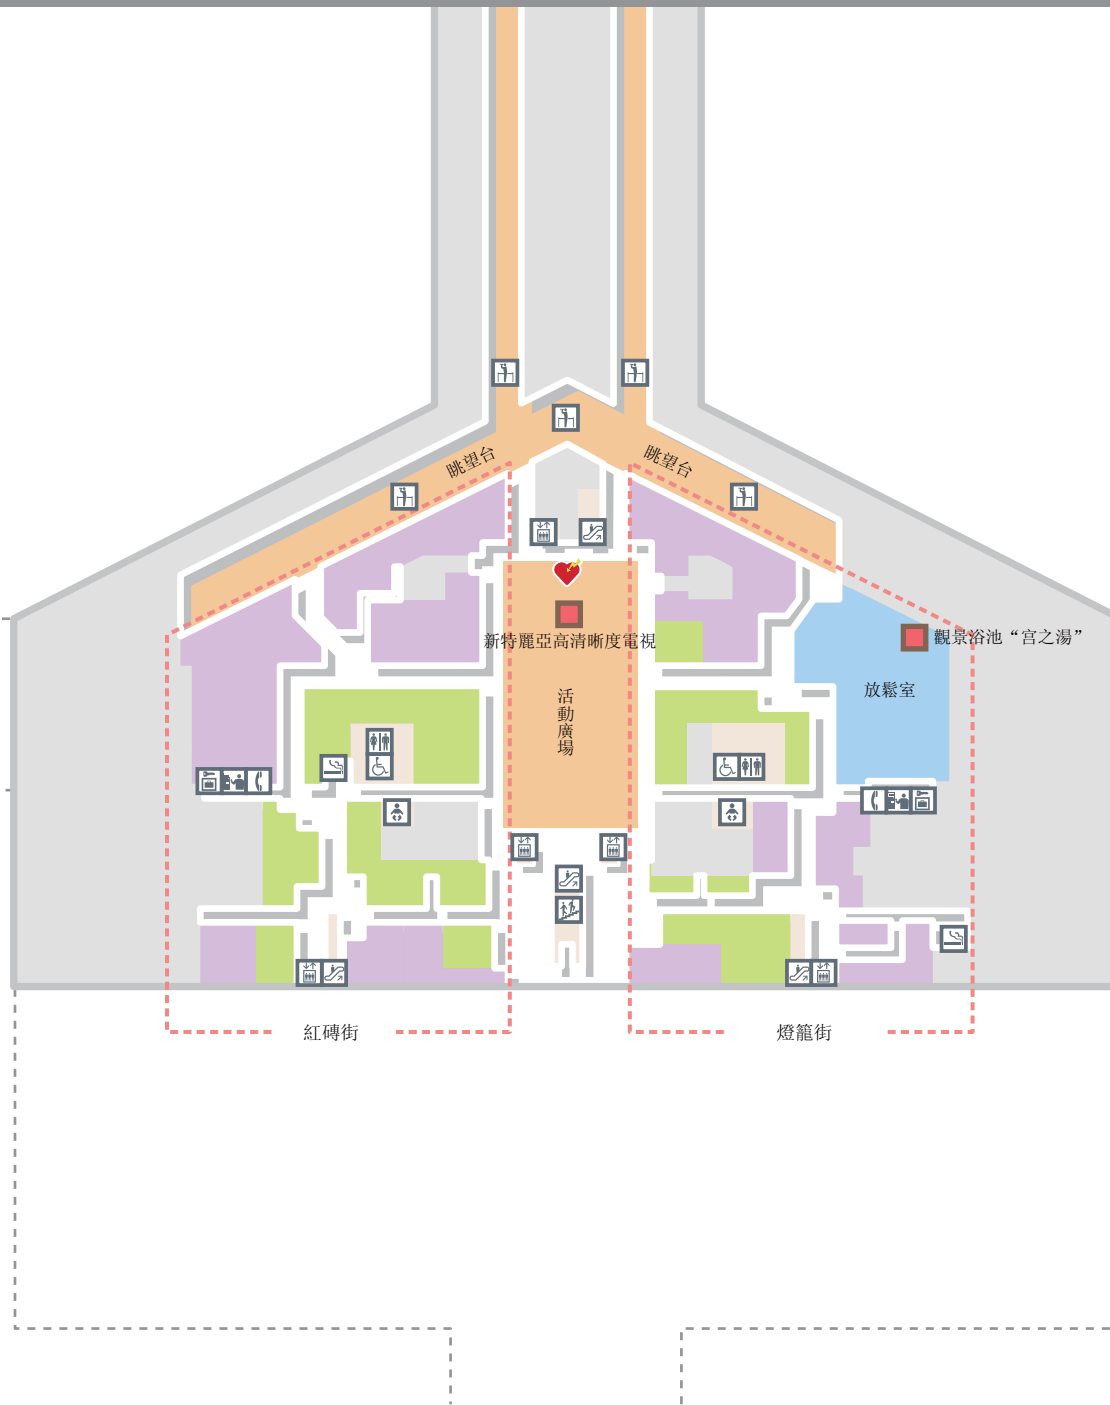 眺望台
眺望台
新特麗亞高清晰度電視
觀景浴池“宫之湯”
放鬆室
活動廣場
紅磚街
燈籠街